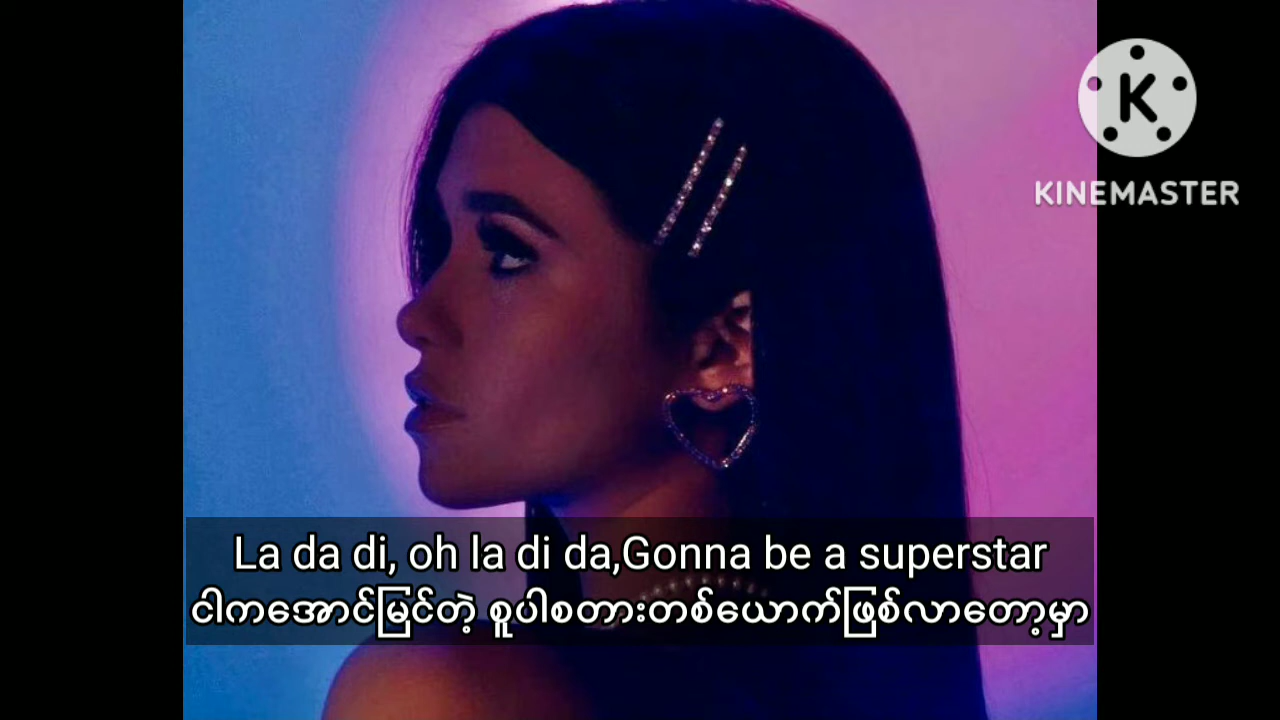 K
KINEMASTER
La da di, oh la di da,Gonna be a superstar
ငါကအောင်မြင်တဲ့ စူပါစတားတစ်ယောက်ဖြစ်လာတော့မှာ